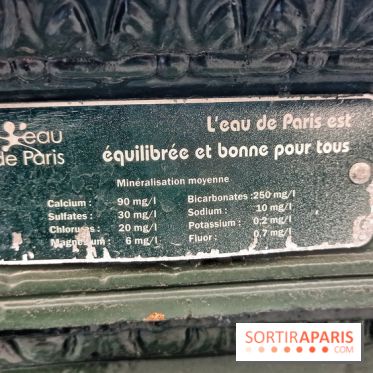 eau
de Paris
L'eau de Paris est
équilibrée et bonne pour tous
Minéralisation moyenne
Calcium : 90 mg/l Bicarbonates : 250 mg/l
Sulfates : 30 mg/l Sodium : 10 mg/l
Chlorures : 20 mg/l Potassium : 0,2 mg/l
Magnésium : 6 mg/l Fluor : 0,7 mg/l
SORTIRAPARIS
.COM